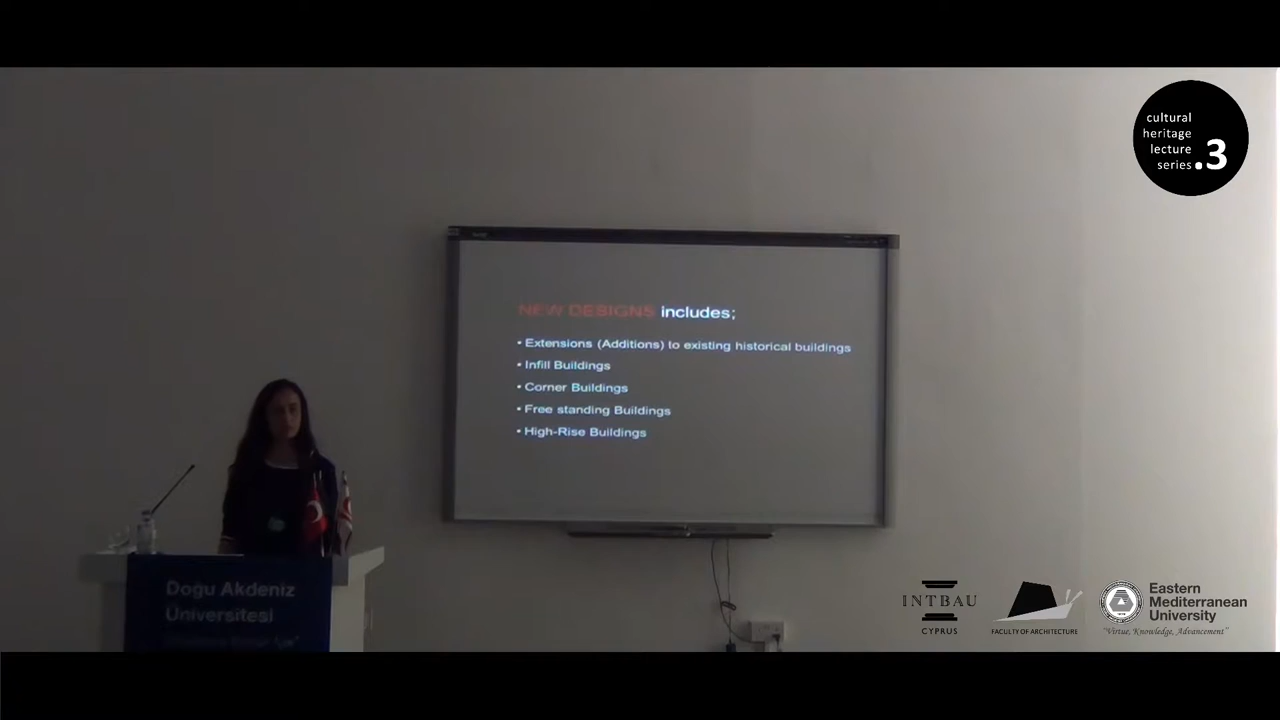 cultural
heritage
lecture
series .3
NEW DESIGNS includes;
• Extensions (Additions) to existing historical buildings
• Infill Buildings
• Corner Buildings
• Free standing Buildings
• High-Rise Buildings
Doğu Akdeniz
Üniversitesi
INTBAU
CYPRUS
FACULTY OF ARCHITECTURE
Eastern
Mediterranean
University
"Virtue, Knowledge, Advancement"